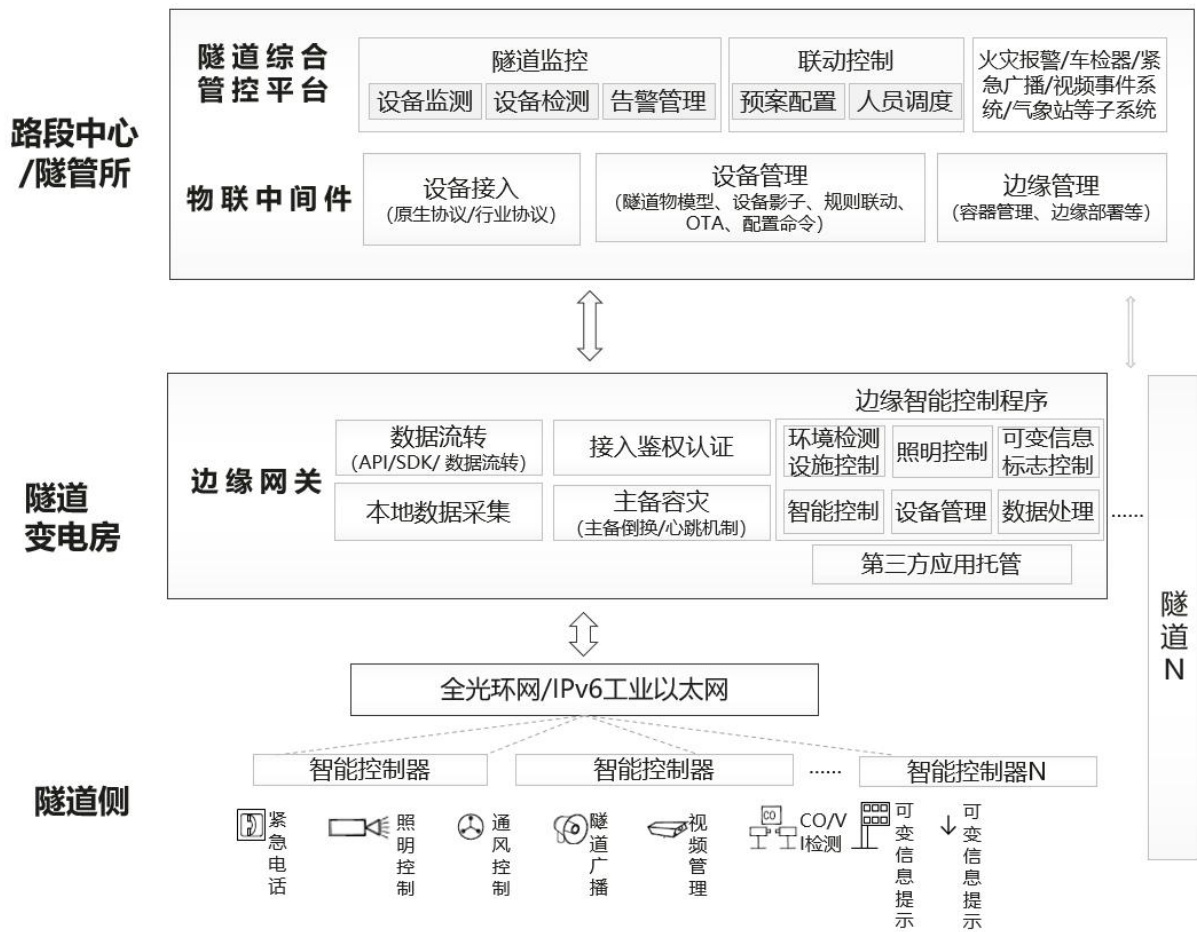 路段中心
/隧管所
隧道综合
管控平台
隧道监控
设备监测
设备检测
告警管理
联动控制
预案配置
人员调度
火灾报警/车检器/紧
急广播/视频事件系
统/气象站等子系统
物联中间件
设备接入
(原生协议/行业协议)
设备管理
(隧道物模型、设备影子、规则联动、
OTA、配置命令)
边缘管理
(容器管理、边缘部署等)
隧道
变电房
边缘网关
数据流转
(API/SDK/ 数据流转)
接入鉴权认证
本地数据采集
主备容灾
(主备倒换/心跳机制)
边缘智能控制程序
环境检测
设施控制
照明控制
可变信息
标志控制
智能控制
设备管理
数据处理
第三方应用托管
......
隧道N
全光环网/IPv6工业以太网
隧道侧
智能控制器
智能控制器
......
智能控制器N
紧急电话
照明控制
通风控制
隧道广播
视频管理
CO
CO/V
I检测
可变信息提示
可变信息提示